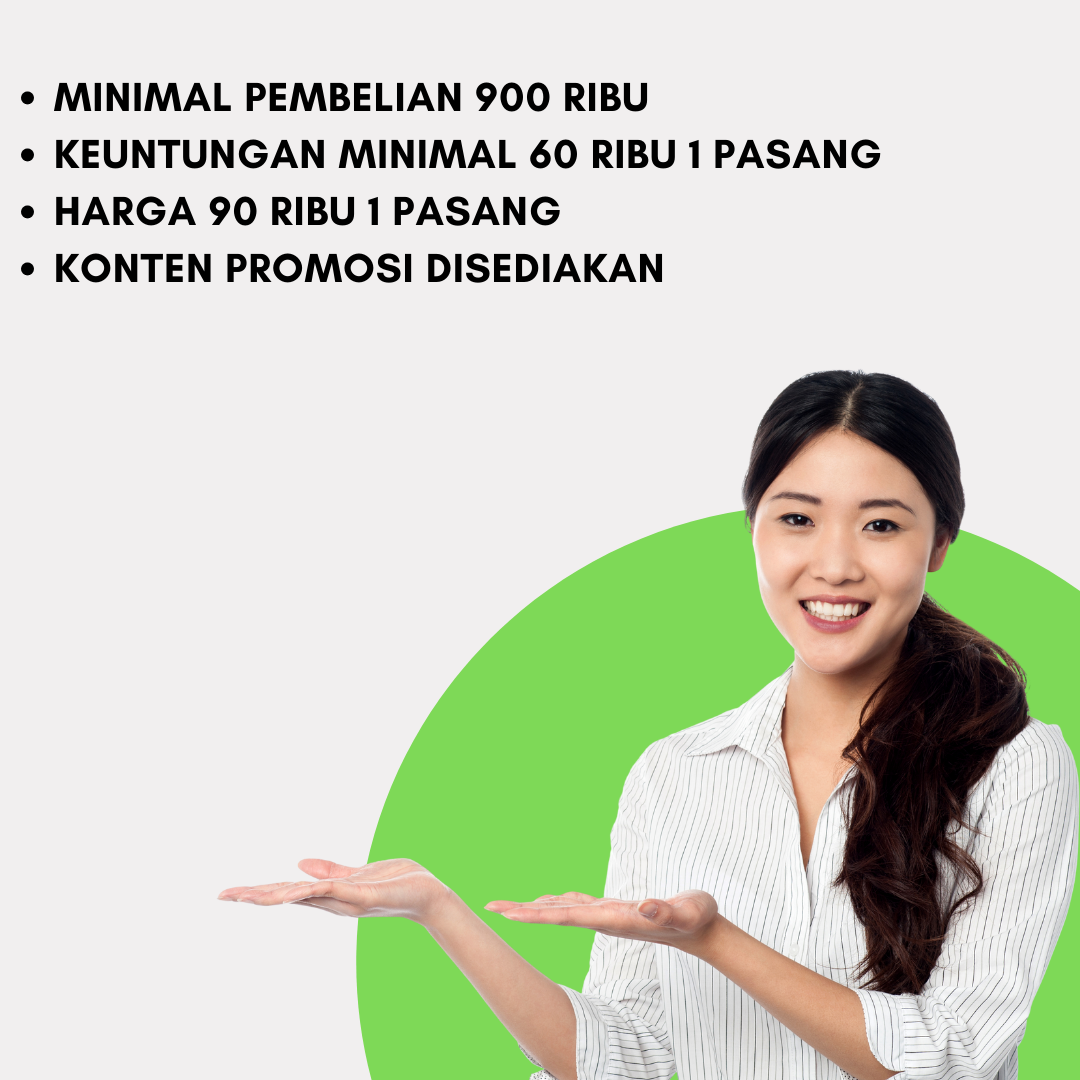 • MINIMAL PEMBELIAN 900 RIBU
• KEUNTUNGAN MINIMAL 60 RIBU 1 PASANG
• HARGA 90 RIBU 1 PASANG
• KONTEN PROMOSI DISEDIAKAN